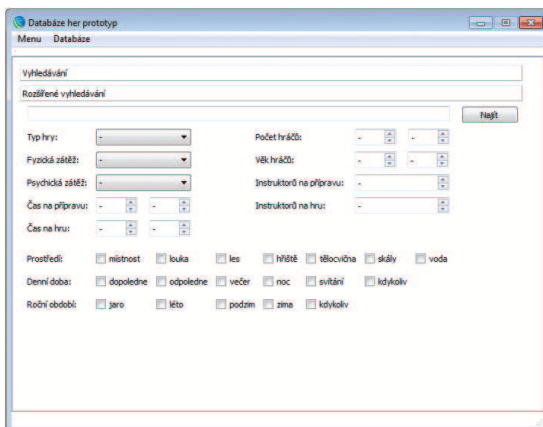 Databáze her prototyp
Menu Databáze
Vyhledávání
Rozšířené vyhledávání
Najít
Typ hry: - Počet hráčů: - -
Fyzická zátěž: - Věk hráčů: - -
Psychická zátěž: - Instruktorů na přípravu: -
Čas na přípravu: - - Instruktorů na hru: -
Čas na hru: - -
Prostředí: místnost louka les hřiště tělocvična skály voda
Denní doba: dopoledne odpoledne večer noc svítání kdykoliv
Roční období: jaro léto podzim zima kdykoliv